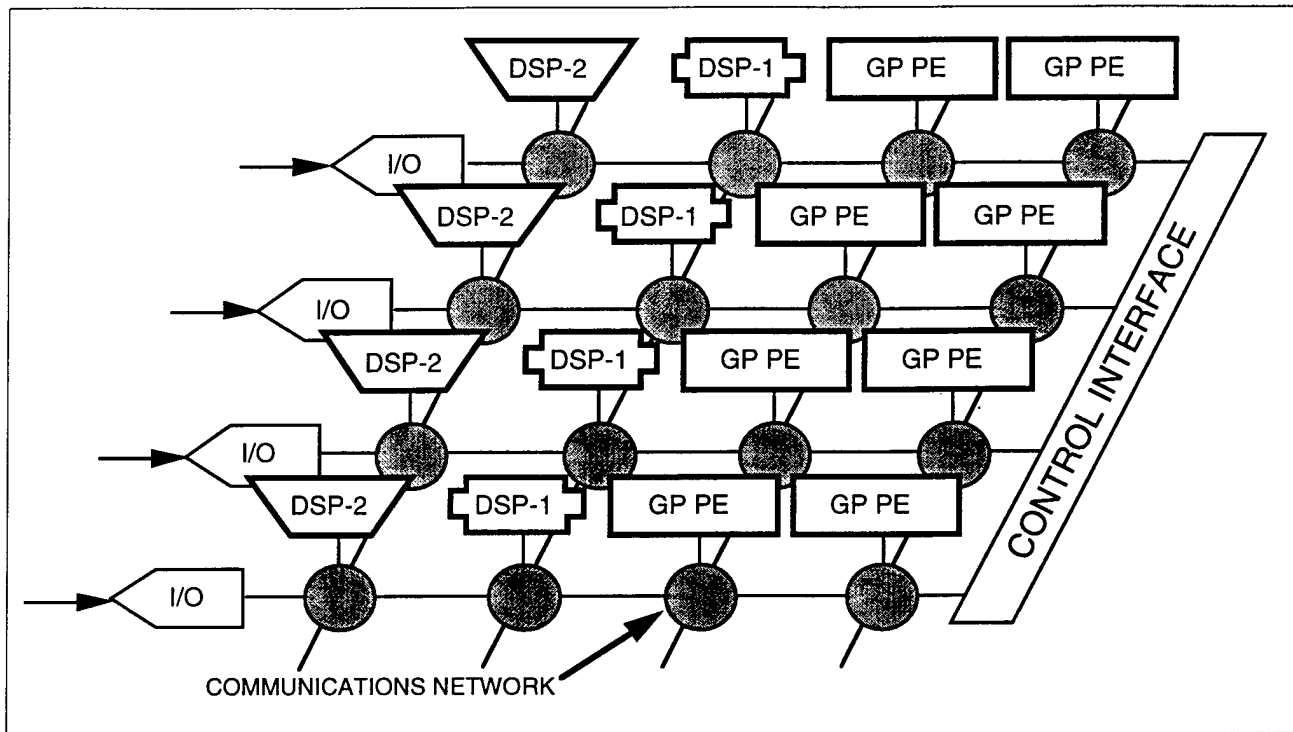 DSP-2
DSP-1
GP PE
GP PE
I/O
DSP-2
DSP-1
GP PE
GP PE
I/O
DSP-2
DSP-1
GP PE
GP PE
I/O
DSP-2
DSP-1
GP PE
GP PE
I/O
CONTROL INTERFACE
COMMUNICATIONS NETWORK